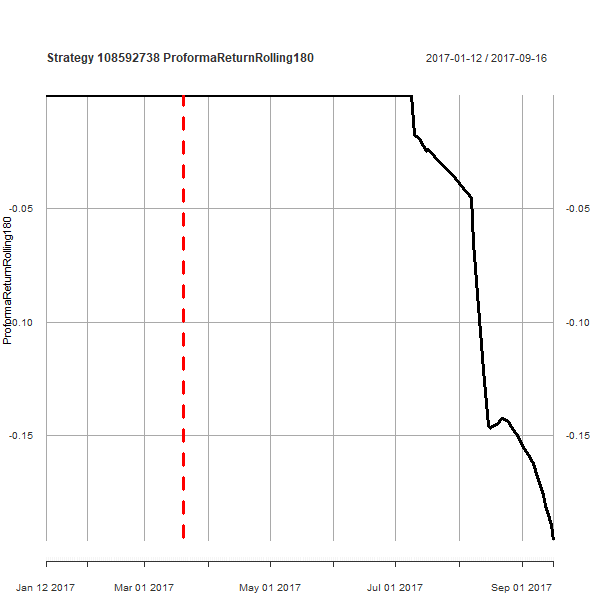 Strategy 108592738 ProformaReturnRolling180
2017-01-12 / 2017-09-16
ProformaReturnRolling180
-0.05
-0.05
-0.10
-0.10
-0.15
-0.15
Jan 12 2017
Mar 01 2017
May 01 2017
Jul 01 2017
Sep 01 2017